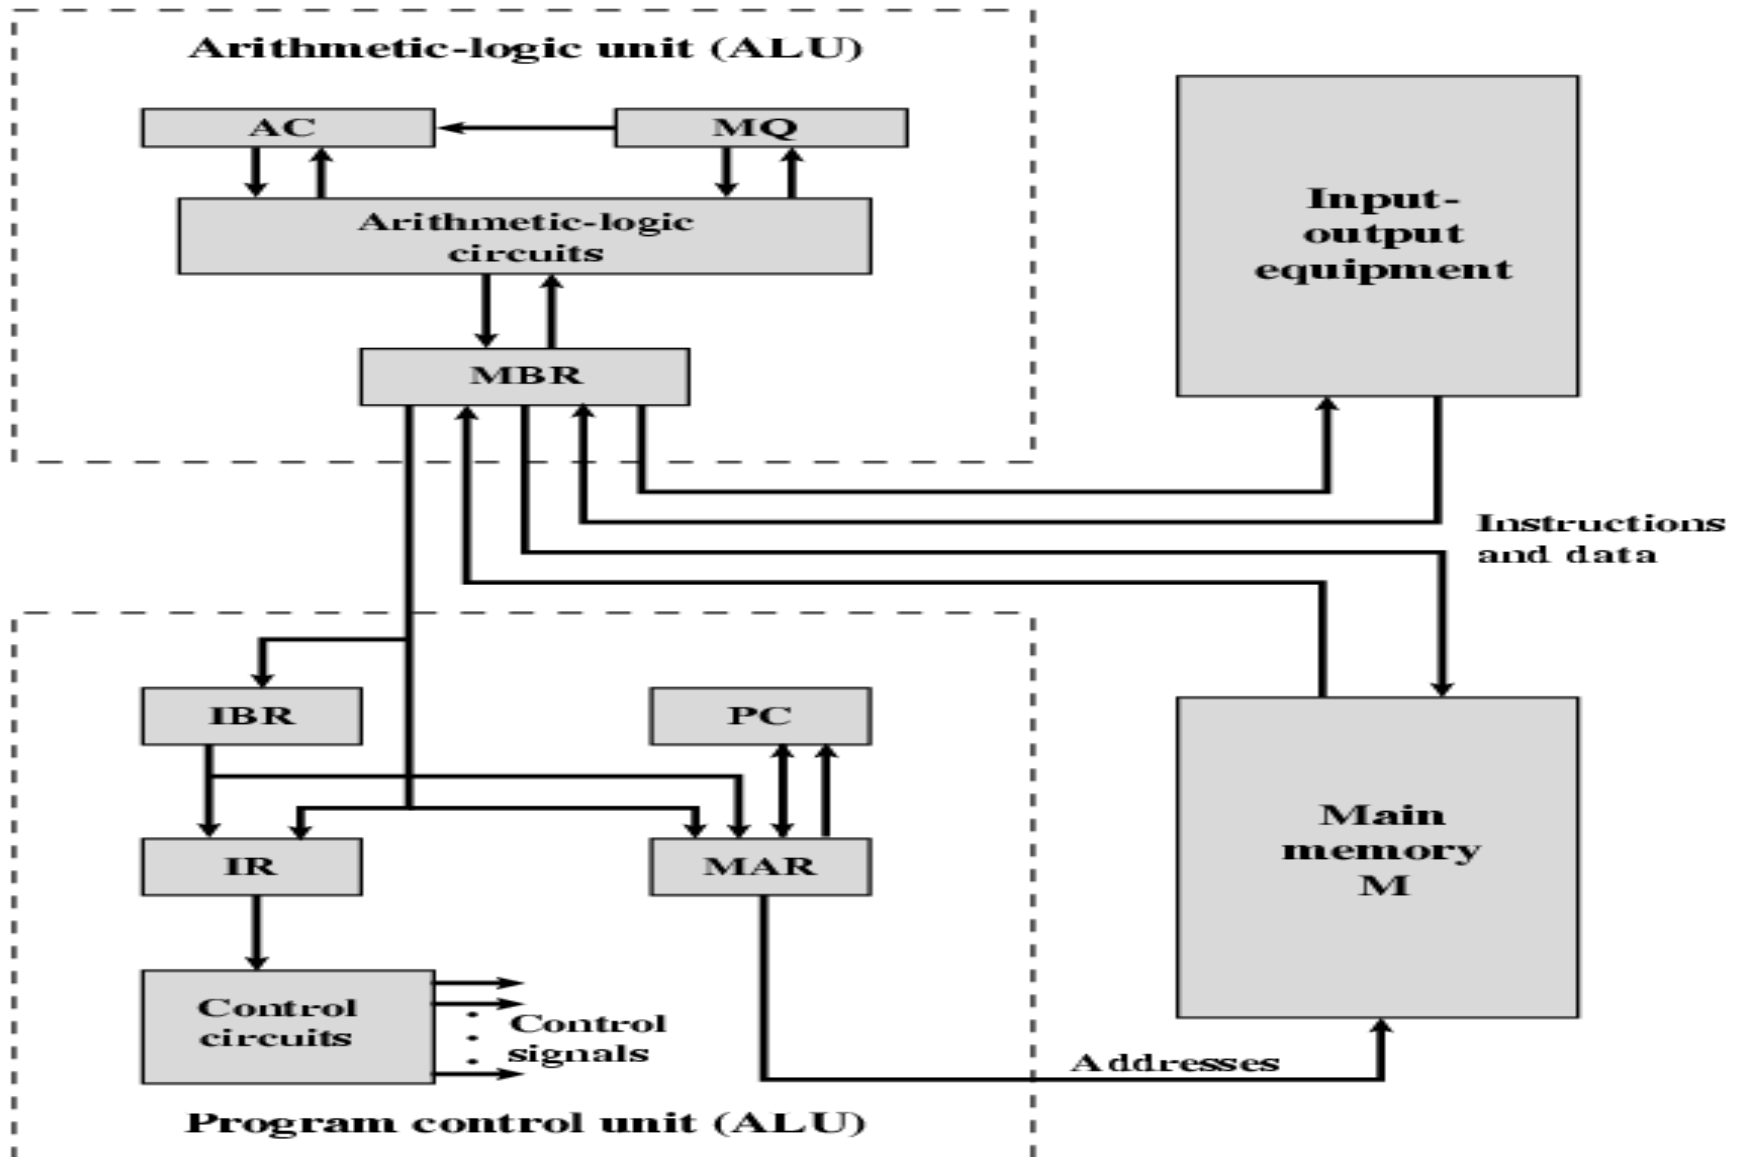 Arithmetic-logic unit (ALU)
AC
MQ
Arithmetic-logic
circuits
MBR
Input-
output
equipment
Instructions
and data
IBR
PC
IR
MAR
Main
memory
M
Control
circuits
Control
signals
Addresses
Program control unit (ALU)